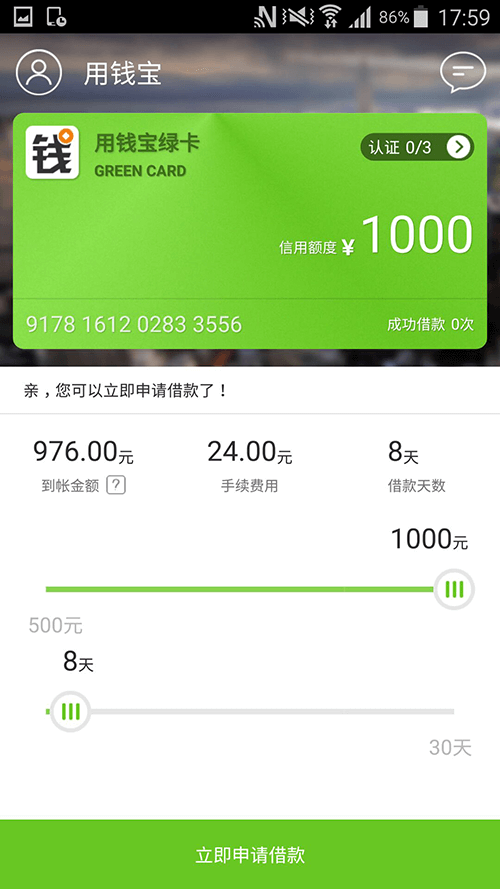 86% 17:59
用钱宝
钱
用钱宝绿卡
GREEN CARD
认证 0/3
信用额度 ¥ 1000
9178 1612 0283 3556
成功借款 0次
亲，您可以立即申请借款了！
976.00元 24.00元 8天
到帐金额 ? 手续费用 借款天数
1000元
500元
8天
30天
立即申请借款